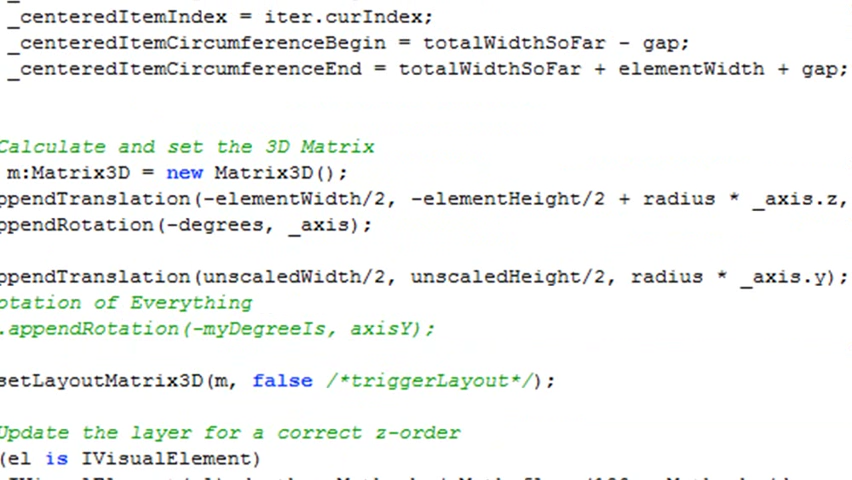 _centeredItemIndex = iter.curIndex;
_centeredItemCircumferenceBegin = totalWidthSoFar - gap;
_centeredItemCircumferenceEnd = totalWidthSoFar + elementWidth + gap;
Calculate and set the 3D Matrix
m:Matrix3D = new Matrix3D();
ppendTranslation(-elementWidth/2, -elementHeight/2 + radius * _axis.z,
ppendRotation(-degrees, _axis);
ppendTranslation(unscaledWidth/2, unscaledHeight/2, radius * _axis.y);
otation of Everything
.appendRotation(-myDegreeIs, axisY);
setLayoutMatrix3D(m, false /*triggerLayout*/);
Update the layer for a correct z-order
(el is IVisualElement)